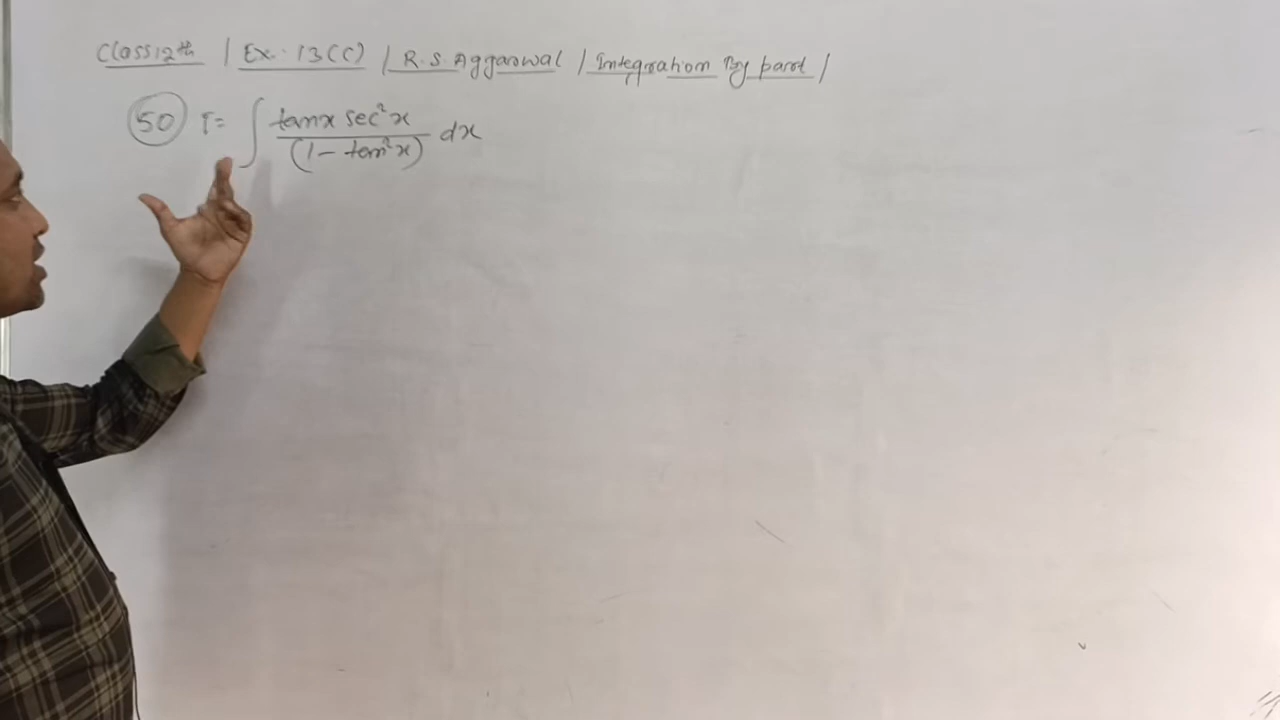 Class 12th / Ex. 13(C) / R.S. Aggarwal / Integration By part /
50 I = ∫ tanx sec²x / (1 - tan²x) dx